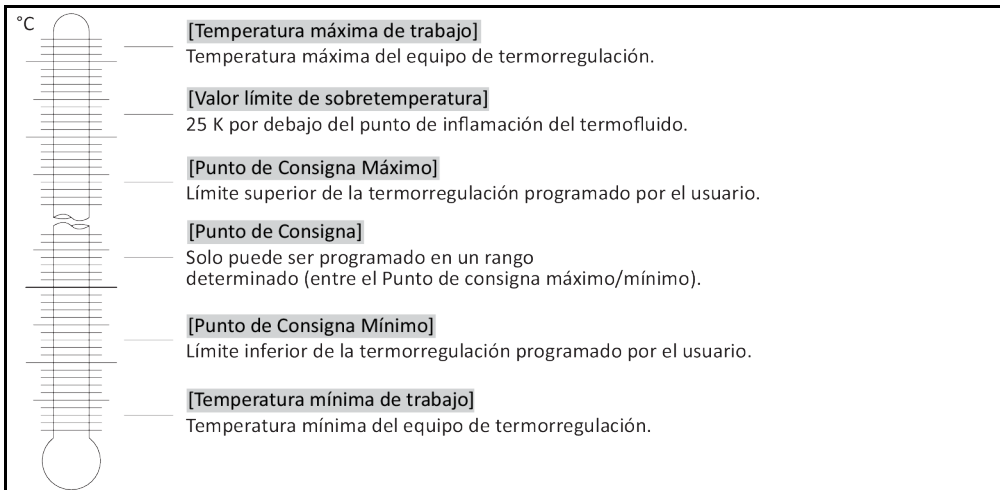 °C
[Temperatura máxima de trabajo]
Temperatura máxima del equipo de termorregulación.
[Valor límite de sobretemperatura]
25 K por debajo del punto de inflamación del termofluido.
[Punto de Consigna Máximo]
Límite superior de la termorregulación programado por el usuario.
[Punto de Consigna]
Solo puede ser programado en un rango
determinado (entre el Punto de consigna máximo/mínimo).
[Punto de Consigna Mínimo]
Límite inferior de la termorregulación programado por el usuario.
[Temperatura mínima de trabajo]
Temperatura mínima del equipo de termorregulación.